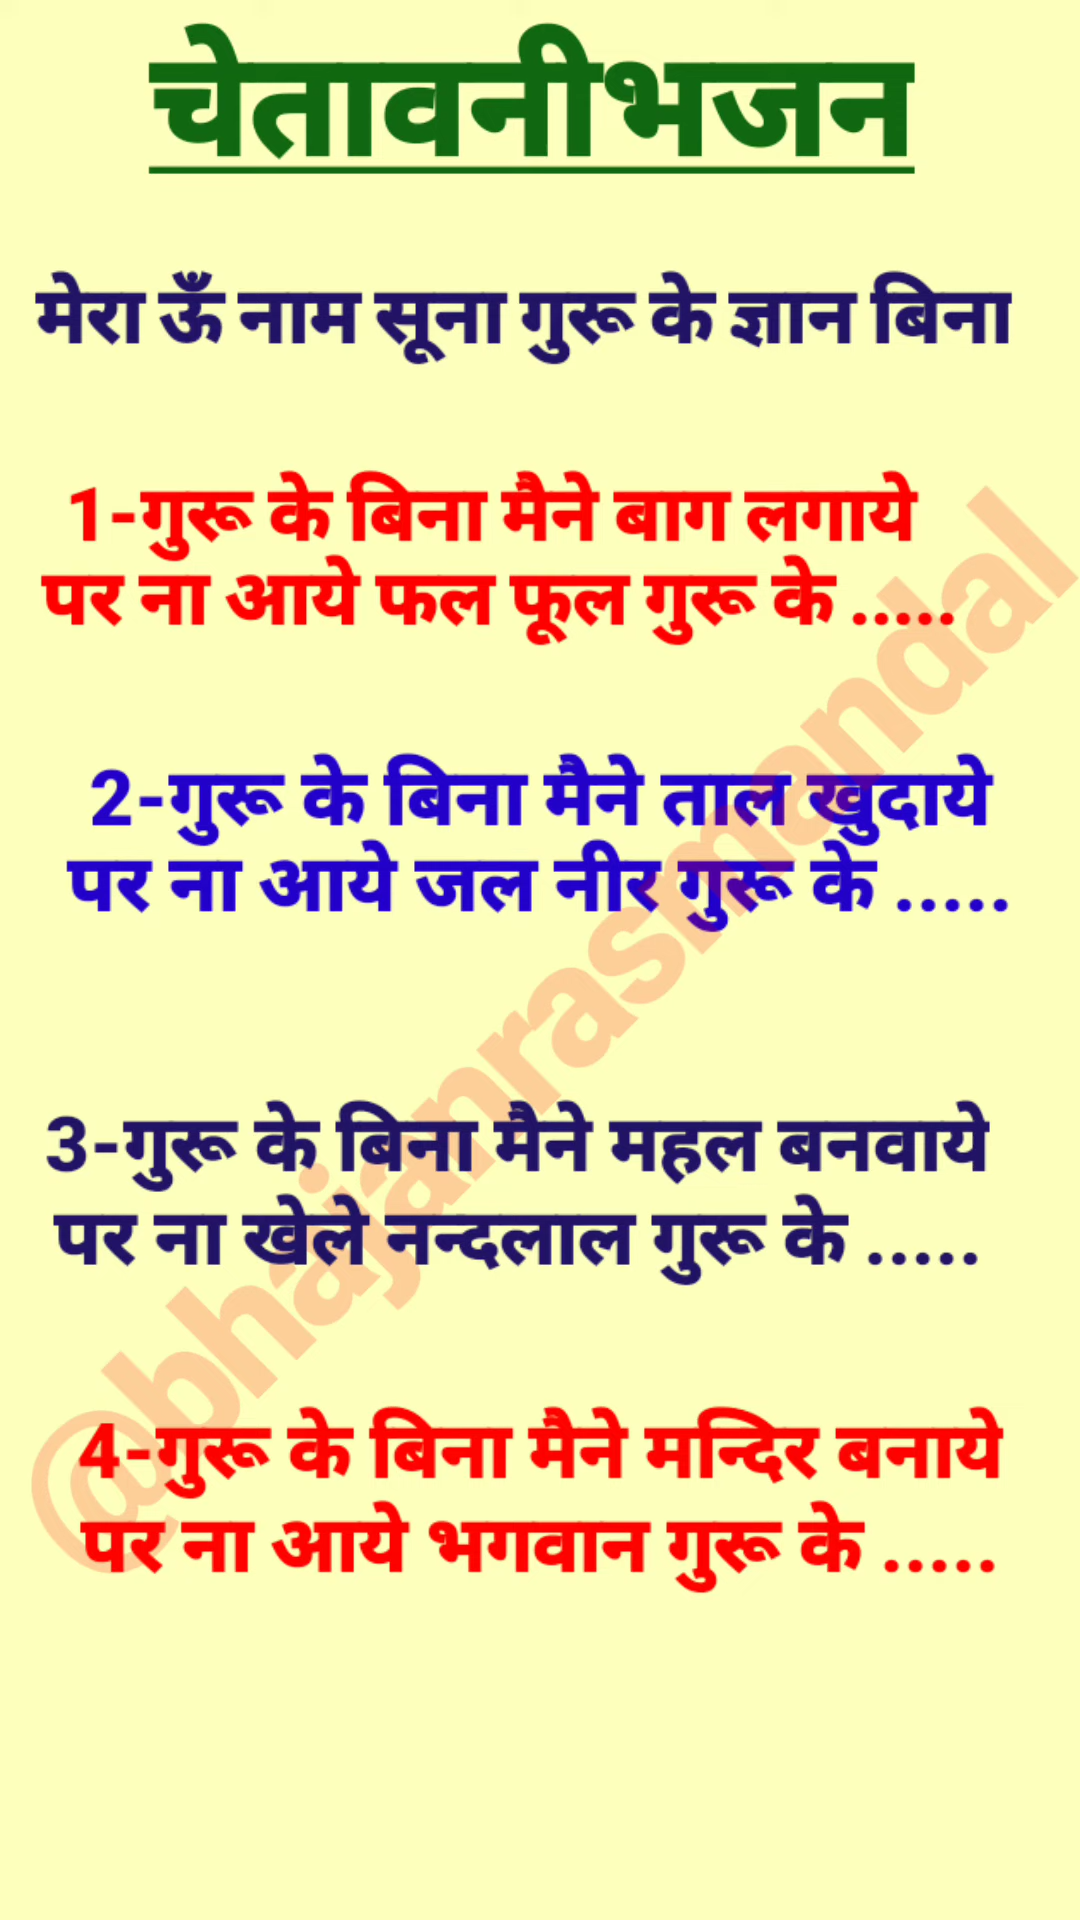 चेतावनीभजन
मेरा ऊँ नाम सूना गुरू के ज्ञान बिना
1-गुरू के बिना मैने बाग लगाये
पर ना आये फल फूल गुरू के .....
2-गुरू के बिना मैने ताल खुदाये
पर ना आये जल नीर गुरू के .....
3-गुरू के बिना मैने महल बनवाये
पर ना खेले नन्दलाल गुरू के .....
4-गुरू के बिना मैने मन्दिर बनाये
पर ना आये भगवान गुरू के .....
@bhajanrasmandal